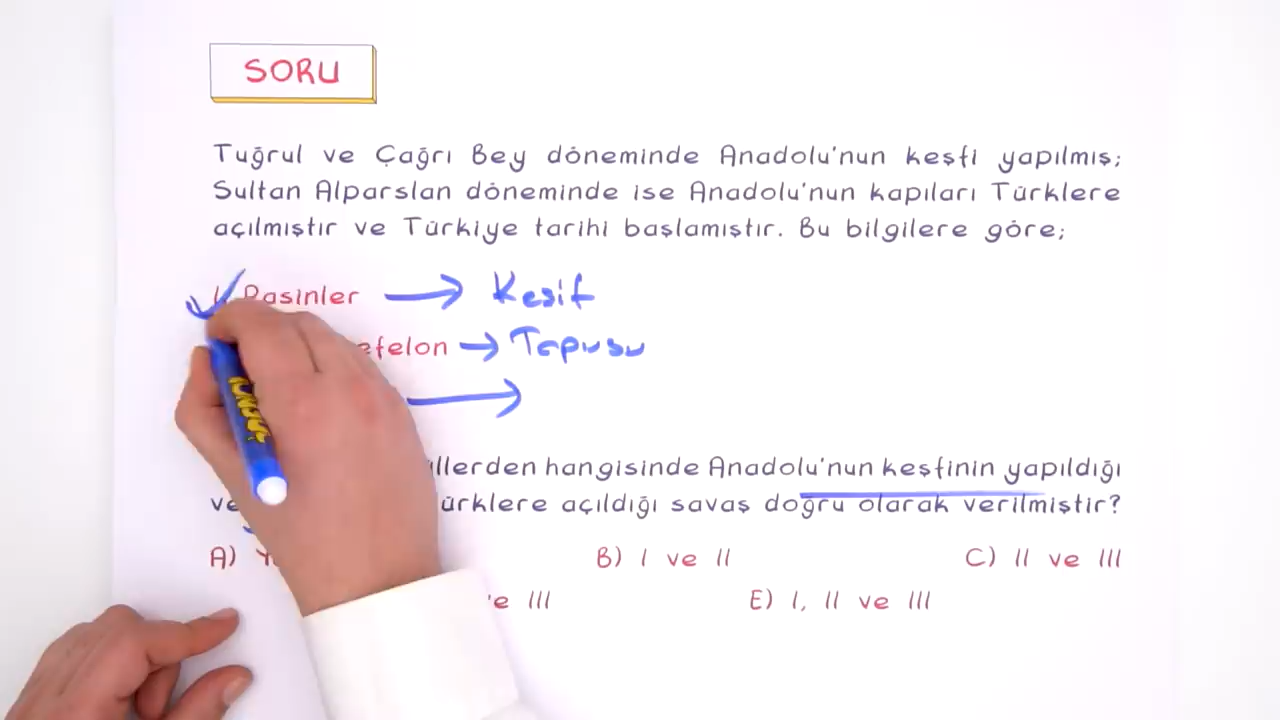 SORU
Tuğrul ve Çağrı Bey döneminde Anadolu'nun keşfi yapılmış;
Sultan Alparslan döneminde ise Anadolu'nun kapıları Türklere
açılmıştır ve Türkiye tarihi başlamıştır. Bu bilgilere göre;
I. Pasinler → Keşif
efelon → Tapusu
→
llerden hangisinde Anadolu'nun keşfinin yapıldığı
ve ürklere açıldığı savaş doğru olarak verilmiştir?
A) Y B) I ve II C) II ve III
ve III E) I, II ve III